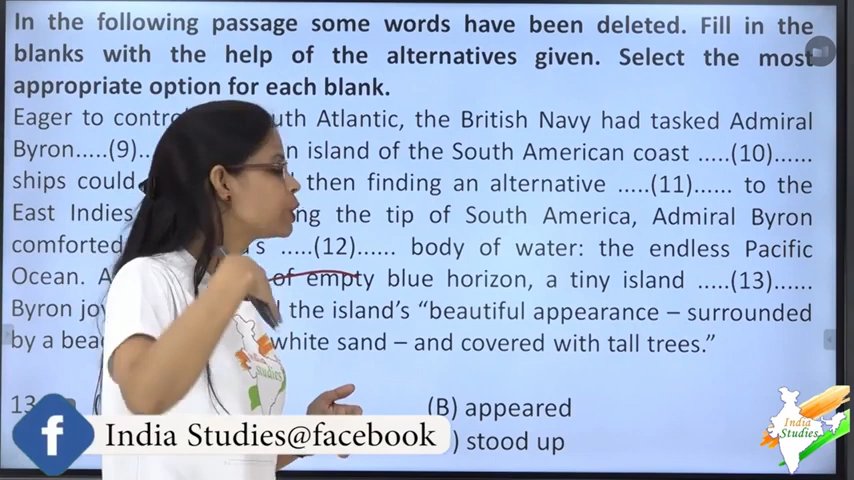 In the following passage some words have been deleted. Fill in the
blanks with the help of the alternatives given. Select the most
appropriate option for each blank.
Eager to contro uth Atlantic, the British Navy had tasked Admiral
Byron.....(9).. n island of the South American coast .....(10)......
ships could then finding an alternative .....(11)...... to the
East Indies ng the tip of South America, Admiral Byron
comforted 's .....(12)...... body of water: the endless Pacific
Ocean. A of empty blue horizon, a tiny island .....(13)......
Byron joy the island's "beautiful appearance – surrounded
by a bea white sand – and covered with tall trees."
13 (B) appeared
) stood up
India Studies@facebook
India
Studies
India
Studies